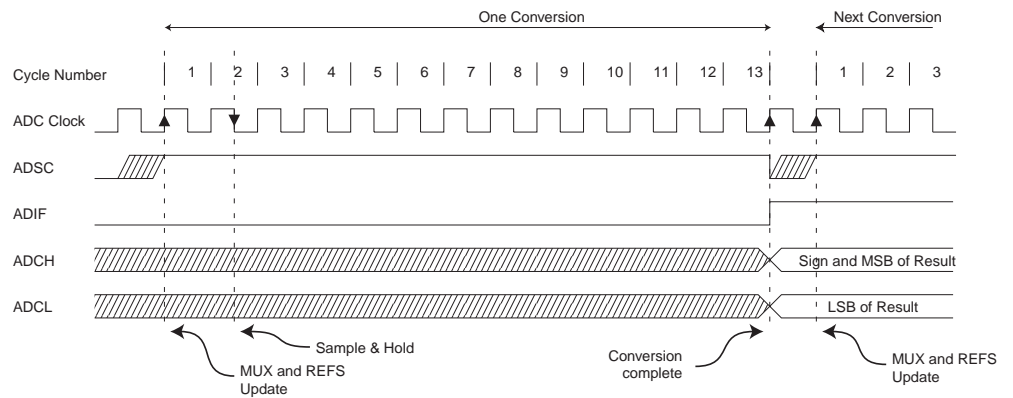 One Conversion
Next Conversion
Cycle Number 1 2 3 4 5 6 7 8 9 10 11 12 13 1 2 3
ADC Clock
ADSC
ADIF
ADCH Sign and MSB of Result
ADCL LSB of Result
Sample & Hold
MUX and REFS
Update
Conversion
complete
MUX and REFS
Update